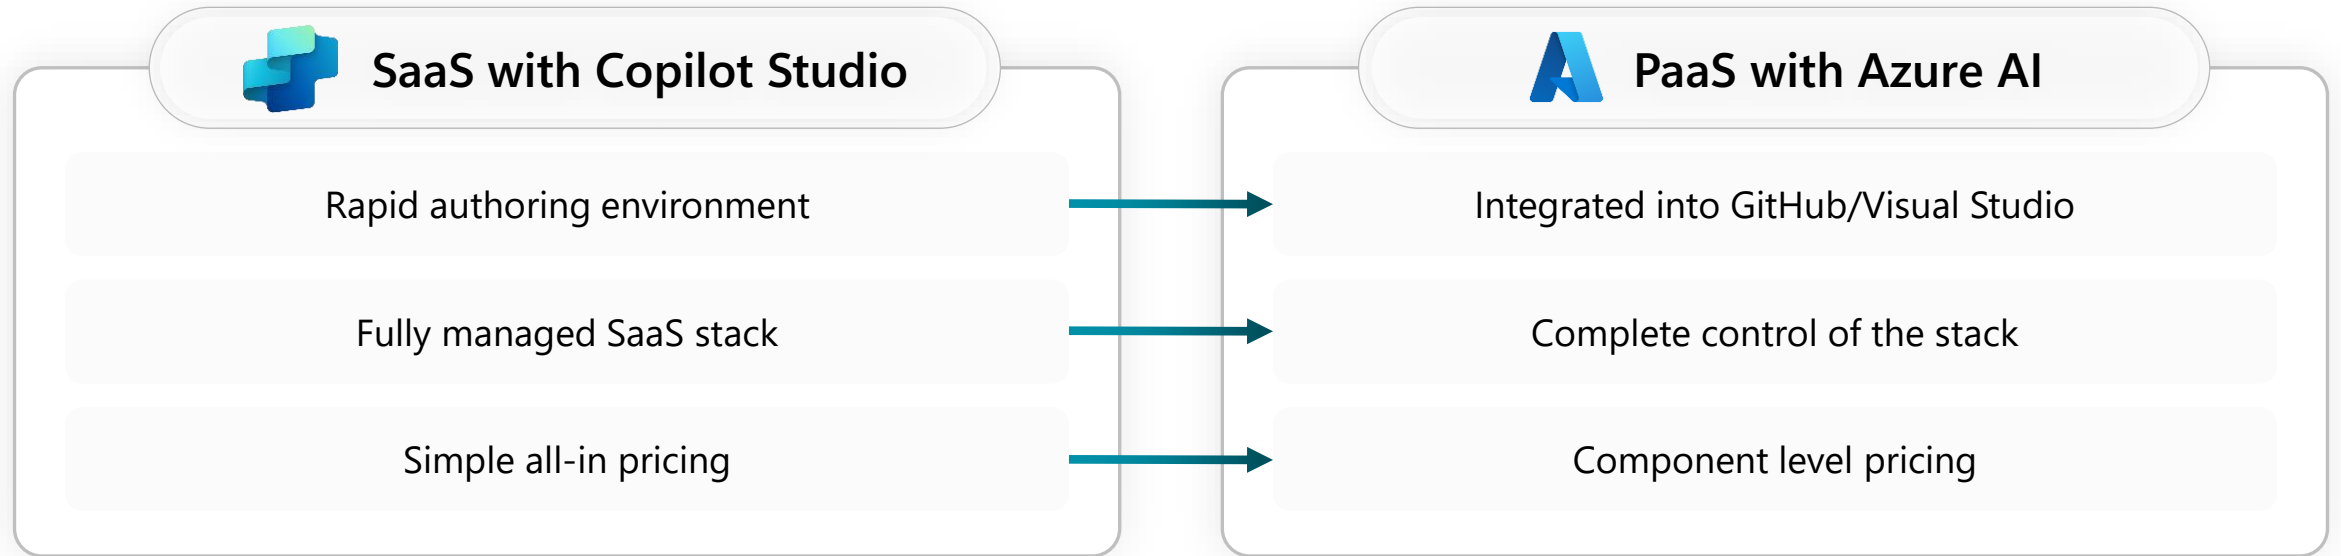 SaaS with Copilot Studio
Rapid authoring environment
Fully managed SaaS stack
Simple all-in pricing
PaaS with Azure AI
Integrated into GitHub/Visual Studio
Complete control of the stack
Component level pricing